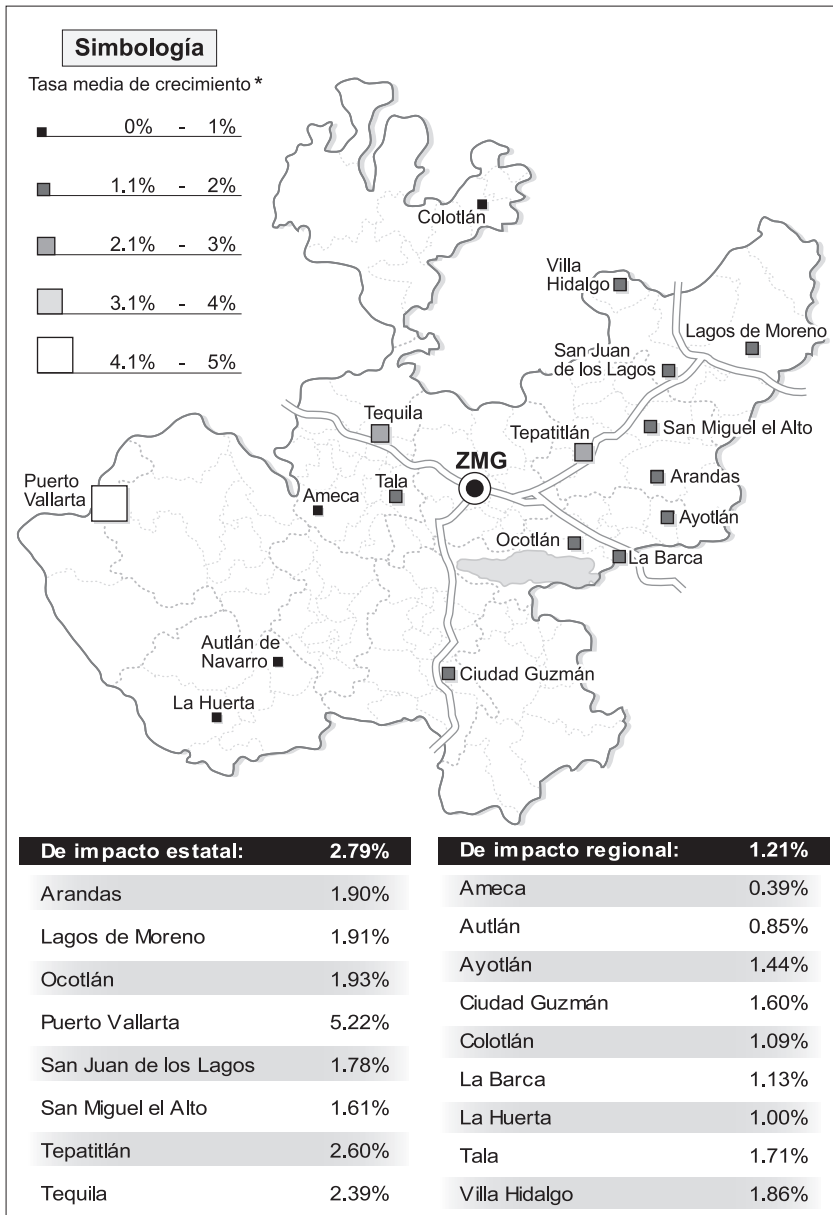 Simbología
Tasa media de crecimiento *
0% - 1%
1.1% - 2%
2.1% - 3%
3.1% - 4%
4.1% - 5%
Colotlán
Villa
Hidalgo
Lagos de Moreno
San Juan
de los Lagos
Tequila
Tepatitlán
San Miguel el Alto
ZMG
Puerto
Vallarta
Ameca
Tala
Arandas
Ayotlán
Ocotlán
La Barca
Autlán de
Navarro
Ciudad Guzmán
La Huerta
De impacto estatal: 2.79%
Arandas 1.90%
Lagos de Moreno 1.91%
Ocotlán 1.93%
Puerto Vallarta 5.22%
San Juan de los Lagos 1.78%
San Miguel el Alto 1.61%
Tepatitlán 2.60%
Tequila 2.39%
De impacto regional: 1.21%
Ameca 0.39%
Autlán 0.85%
Ayotlán 1.44%
Ciudad Guzmán 1.60%
Colotlán 1.09%
La Barca 1.13%
La Huerta 1.00%
Tala 1.71%
Villa Hidalgo 1.86%